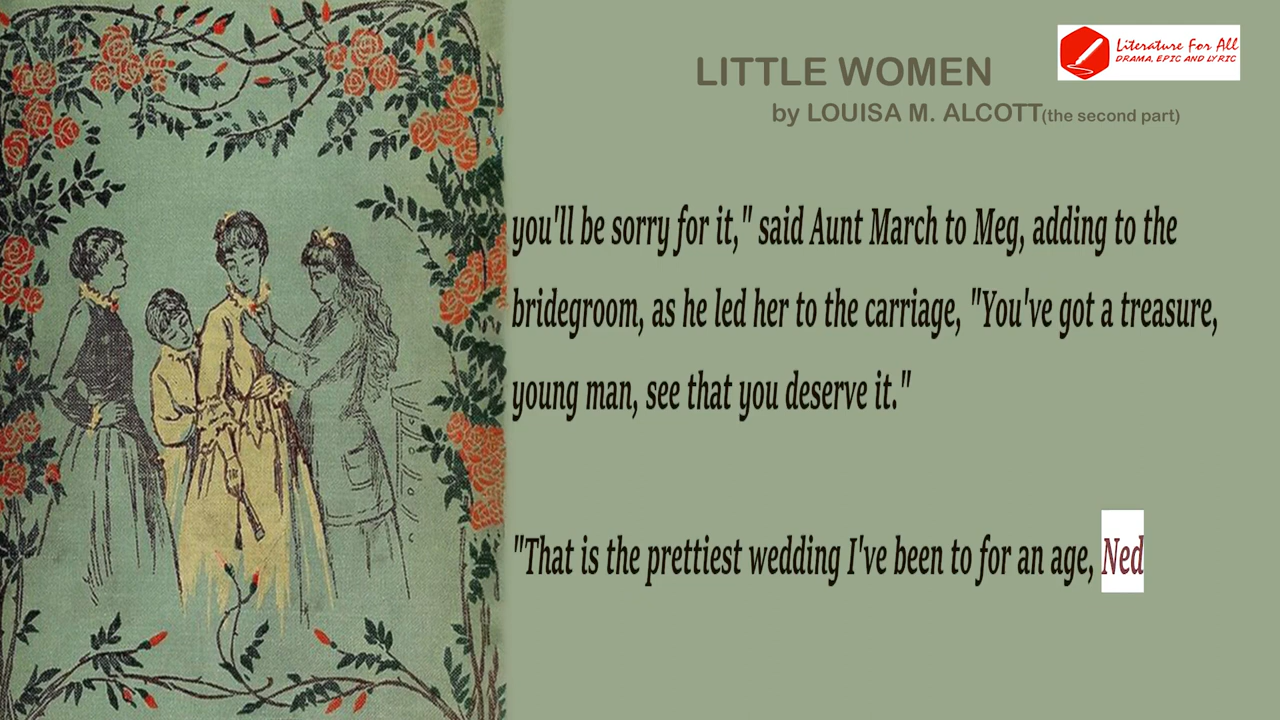 LITTLE WOMEN
by LOUISA M. ALCOTT(the second part)
Literature For All
DRAMA, EPIC AND LYRIC
you'll be sorry for it," said Aunt March to Meg, adding to the
bridegroom, as he led her to the carriage, "You've got a treasure,
young man, see that you deserve it."
"That is the prettiest wedding I've been to for an age, Ned